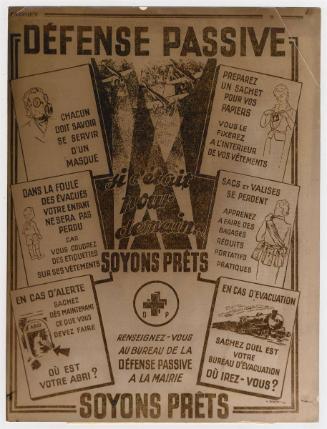 DÉFENSE PASSIVE
CHACUN
DOIT SAVOIR
SE SERVIR
D'UN
MASQUE
PREPAREZ
UN SACHET
POUR VOS
PAPIERS
VOUS LE
FIXEREZ
A L'INTERIEUR
DE VOS VÊTEMENTS
DANS LA FOULE
DES ÉVACUÉS
VOTRE ENFANT
NE SERA PAS
PERDU
CAR
VOUS COUDREZ
DES ETIQUETTES
SUR SES VETEMENTS
si c'était
pour
demain
SOYONS PRÊTS
SACS ET VALISES
SE PERDENT
APPRENEZ
A FAIRE DES
BAGAGES
RÉDUITS
PORTATIFS
PRATIQUES
EN CAS D'ALERTE
SACHEZ
DÈS MAINTENANT
CE QUE VOUS
DEVEZ FAIRE
ABRI
OÙ EST
VOTRE ABRI ?
D P
RENSEIGNEZ-VOUS
AU BUREAU DE LA
DÉFENSE PASSIVE
A LA MAIRIE
EN CAS D'EVACUATION
SACHEZ QUEL EST
VOTRE
BUREAU D'ÉVACUATION
OÙ IREZ-VOUS ?
SOYONS PRÊTS